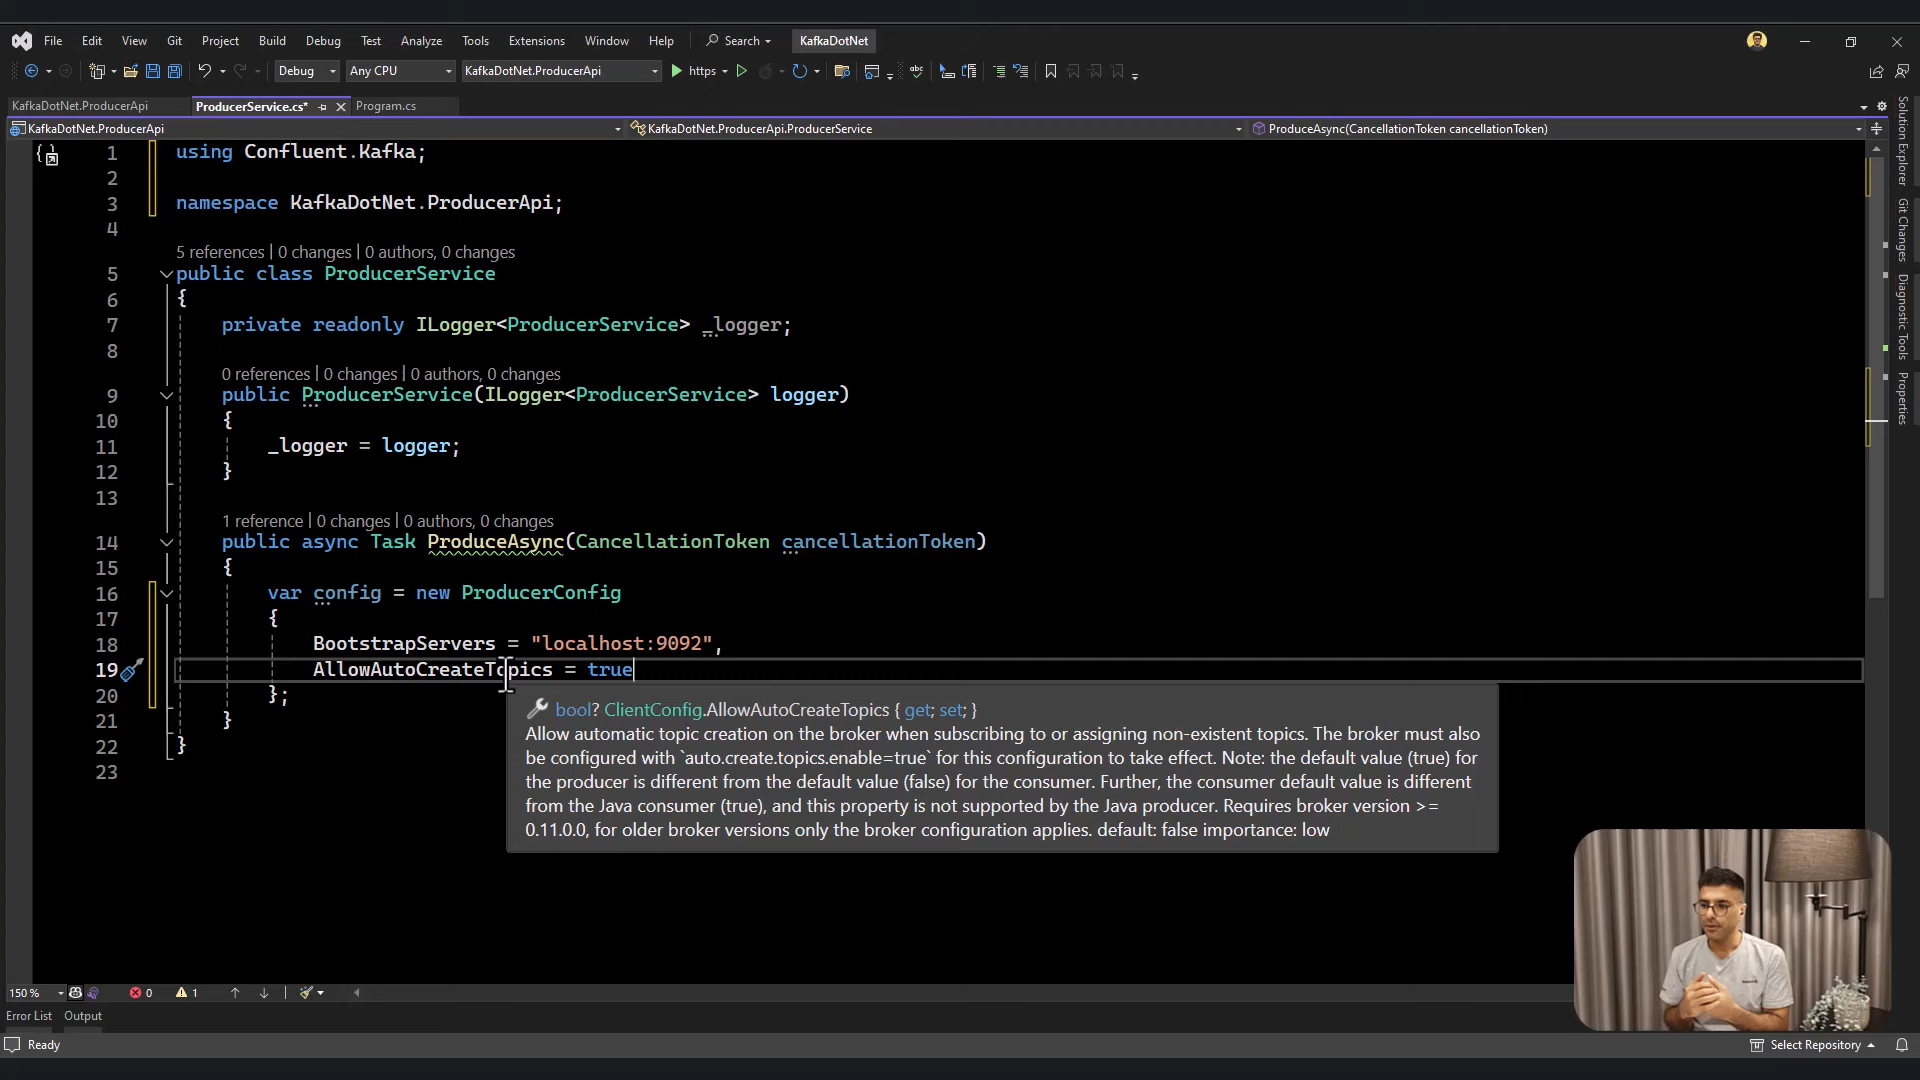 File Edit View Git Project Build Debug Test Analyze Tools Extensions Window Help Search KafkaDotNet
Debug Any CPU KafkaDotNet.ProducerApi https
KafkaDotNet.ProducerApi ProducerService.cs* Program.cs
KafkaDotNet.ProducerApi KafkaDotNet.ProducerApi.ProducerService ProduceAsync(CancellationToken cancellationToken)
1 using Confluent.Kafka;
2
3 namespace KafkaDotNet.ProducerApi;
4
5 references | 0 changes | 0 authors, 0 changes
5 public class ProducerService
6 {
7 private readonly ILogger<ProducerService> _logger;
8
0 references | 0 changes | 0 authors, 0 changes
9 public ProducerService(ILogger<ProducerService> logger)
10 {
11 _logger = logger;
12 }
13
1 reference | 0 changes | 0 authors, 0 changes
14 public async Task ProduceAsync(CancellationToken cancellationToken)
15 {
16 var config = new ProducerConfig
17 {
18 BootstrapServers = "localhost:9092",
19 AllowAutoCreateTopics = true
20 };
21 }
22 }
23
bool? ClientConfig.AllowAutoCreateTopics { get; set; }
Allow automatic topic creation on the broker when subscribing to or assigning non-existent topics. The broker must also
be configured with `auto.create.topics.enable=true` for this configuration to take effect. Note: the default value (true) for
the producer is different from the default value (false) for the consumer. Further, the consumer default value is different
from the Java consumer (true), and this property is not supported by the Java producer. Requires broker version >=
0.11.0.0, for older broker versions only the broker configuration applies. default: false importance: low
Solution Explorer
Git Changes
Diagnostic Tools
Properties
150 % 0 1
Error List Output
Ready Select Repository